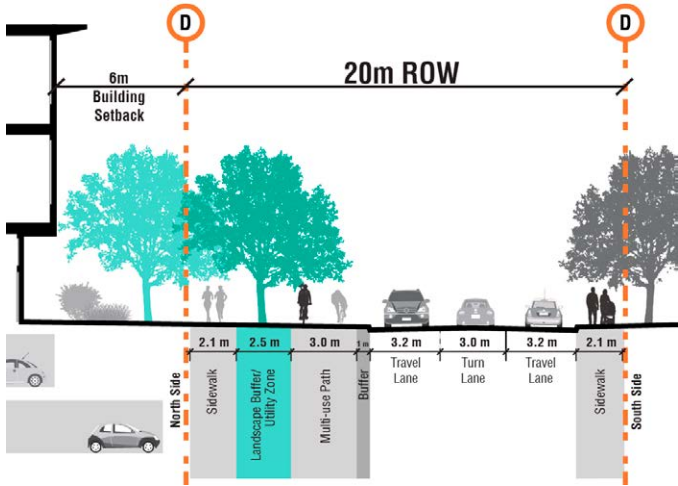 D
D
6m
Building
Setback
20m ROW
2.1 m
2.5 m
3.0 m
1 m
3.2 m
3.0 m
3.2 m
2.1 m
North Side
Sidewalk
Landscape Buffer/
Utility Zone
Multi-use Path
Buffer
Travel
Lane
Turn
Lane
Travel
Lane
Sidewalk
South Side